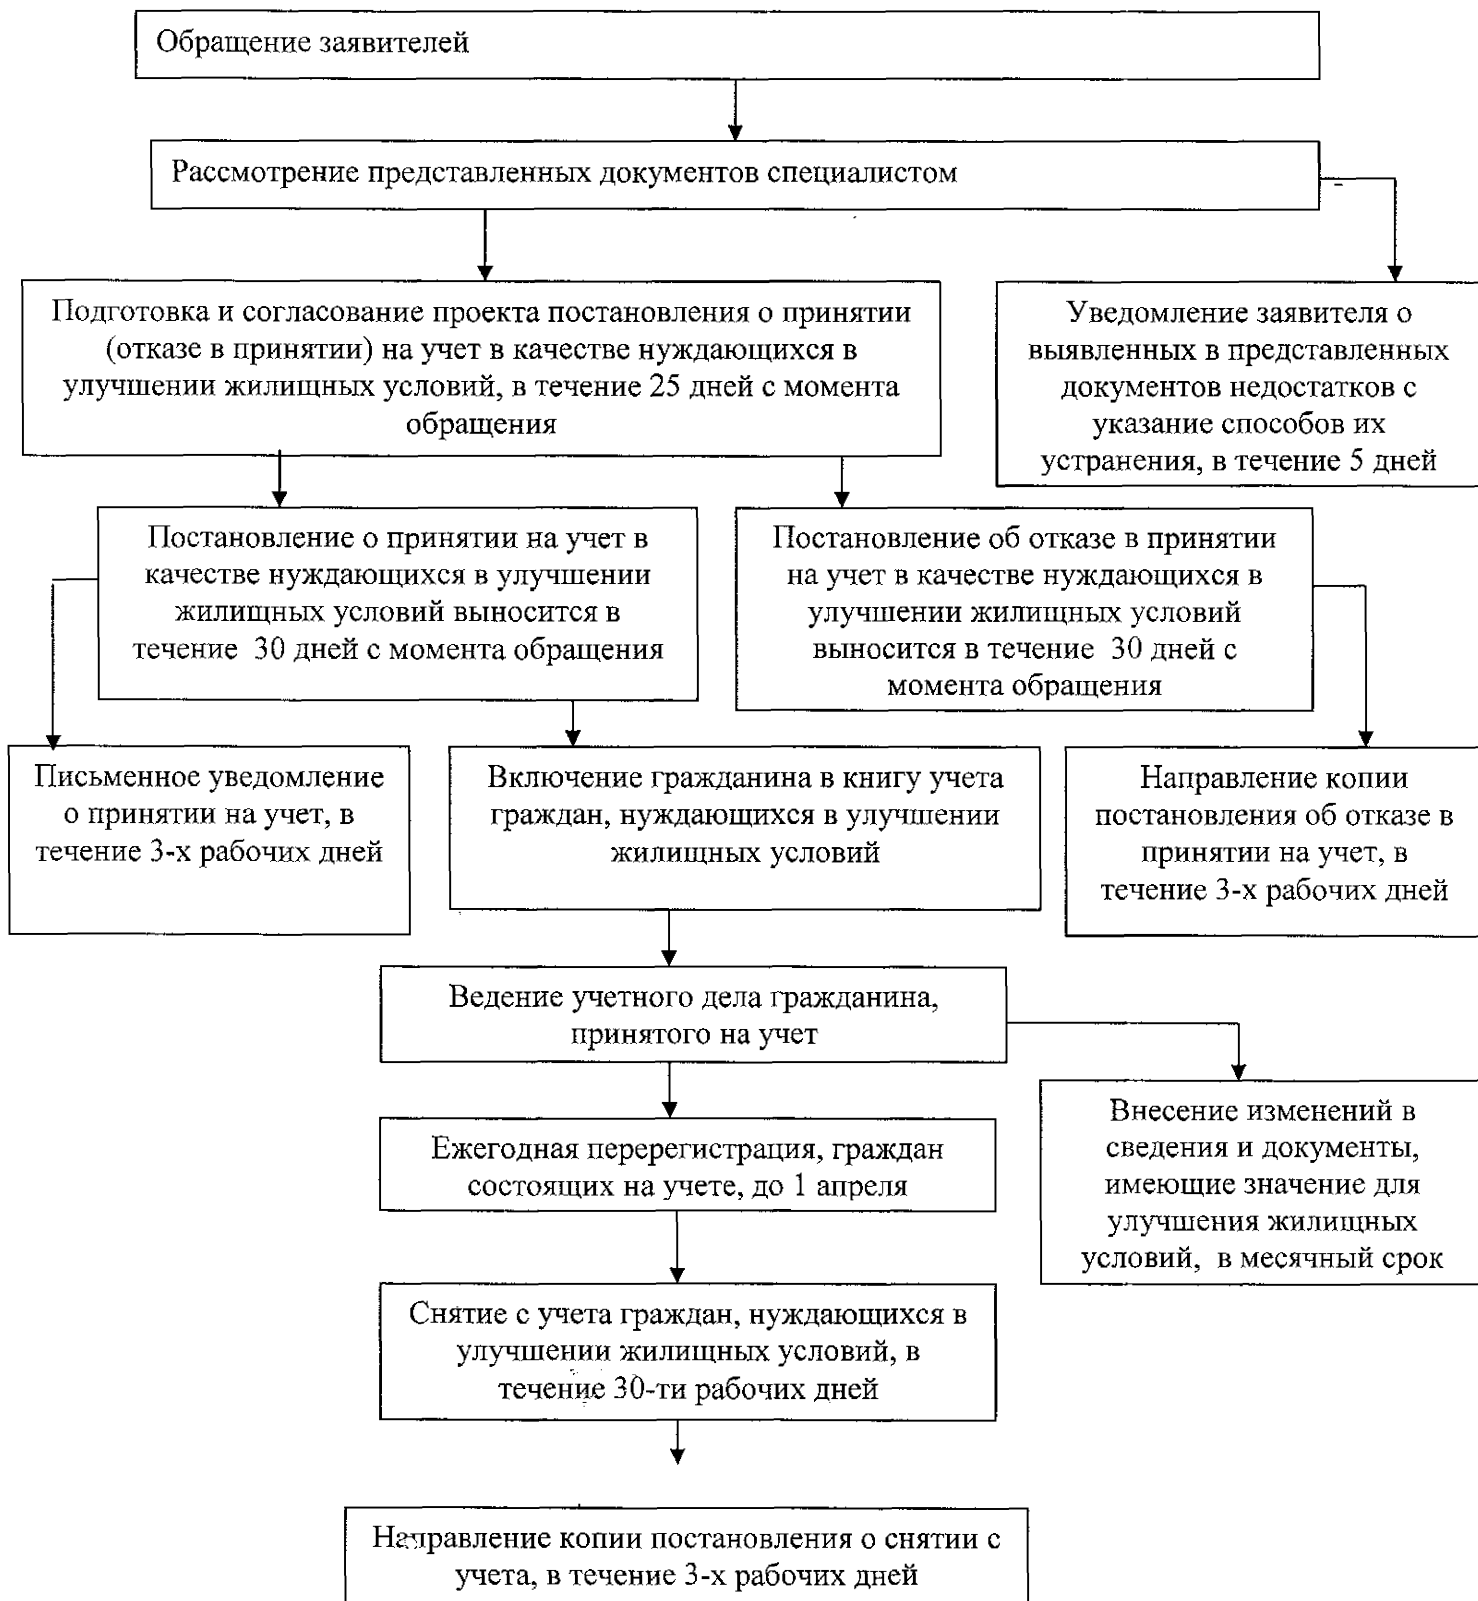 Обращение заявителей
Рассмотрение представленных документов специалистом
Подготовка и согласование проекта постановления о принятии
(отказе в принятии) на учет в качестве нуждающихся в
улучшении жилищных условий, в течение 25 дней с момента
обращения
Уведомление заявителя о
выявленных в представленных
документов недостатков с
указание способов их
устранения, в течение 5 дней
Постановление о принятии на учет в
качестве нуждающихся в улучшении
жилищных условий выносится в
течение 30 дней с момента обращения
Постановление об отказе в принятии
на учет в качестве нуждающихся в
улучшении жилищных условий
выносится в течение 30 дней с
момента обращения
Письменное уведомление
о принятии на учет, в
течение 3-х рабочих дней
Включение гражданина в книгу учета
граждан, нуждающихся в улучшении
жилищных условий
Направление копии
постановления об отказе в
принятии на учет, в
течение 3-х рабочих дней
Ведение учетного дела гражданина,
принятого на учет
Внесение изменений в
сведения и документы,
имеющие значение для
улучшения жилищных
условий, в месячный срок
Ежегодная перерегистрация, граждан
состоящих на учете, до 1 апреля
Снятие с учета граждан, нуждающихся в
улучшении жилищных условий, в
течение 30-ти рабочих дней
Направление копии постановления о снятии с
учета, в течение 3-х рабочих дней